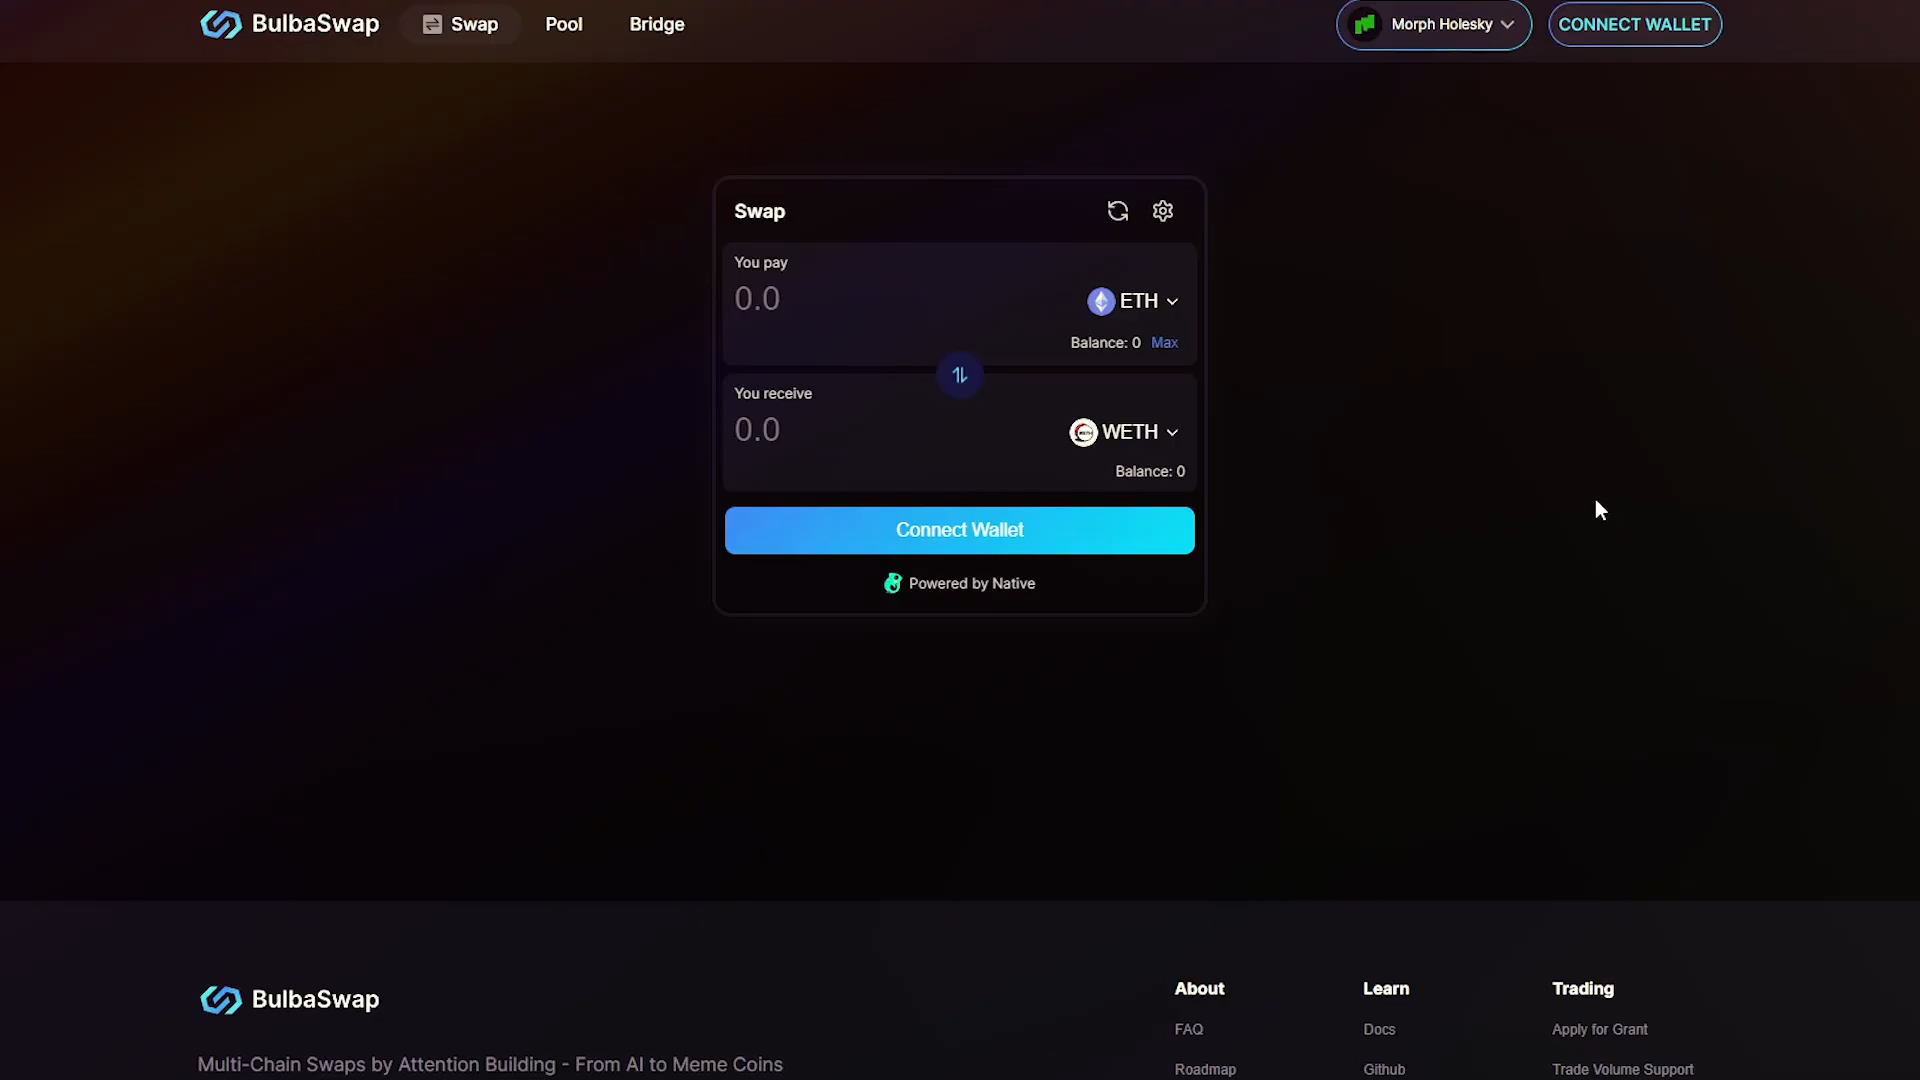 BulbaSwap
Swap
Pool
Bridge
Morph Holesky
CONNECT WALLET
Swap
You pay
0.0
ETH
Balance: 0 Max
You receive
0.0
WETH
Balance: 0
Connect Wallet
Powered by Native
BulbaSwap
Multi-Chain Swaps by Attention Building - From AI to Meme Coins
About
FAQ
Roadmap
Learn
Docs
Github
Trading
Apply for Grant
Trade Volume Support